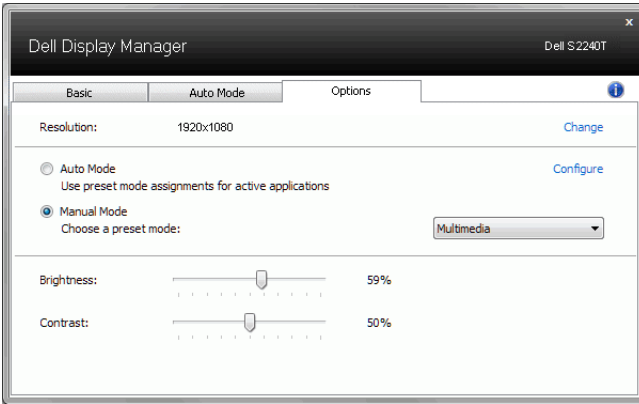 x
Dell Display Manager
Dell S2240T
Basic
Auto Mode
Options
i
Resolution:
1920x1080
Change
Auto Mode
Configure
Use preset mode assignments for active applications
Manual Mode
Choose a preset mode:
Multimedia
Brightness:
59%
Contrast:
50%